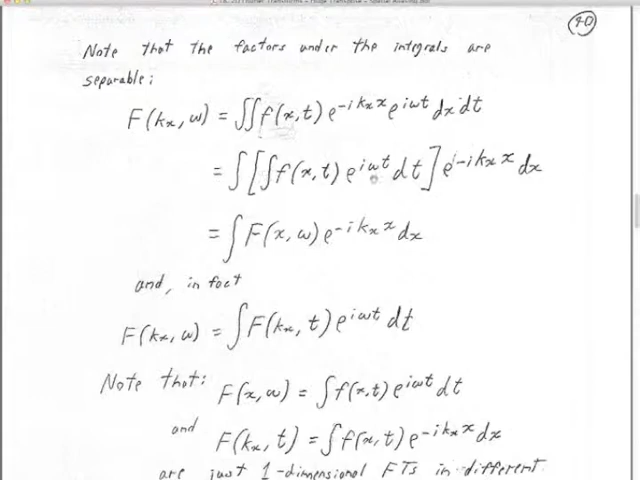 40
Note that the factors under the integrals are
separable:
F(kx, ω) = ∫∫f(x,t) e^-ikx x e^iωt dx dt
= ∫[∫f(x,t) e^iωt dt] e^-ikx x dx
= ∫F(x, ω) e^-ikx x dx
and, in fact
F(kx, ω) = ∫F(kx, t) e^iωt dt
Note that: F(x, ω) = ∫f(x,t) e^iωt dt
and F(kx, t) = ∫f(x,t) e^-ikx x dx
are just 1-dimensional FTs in different